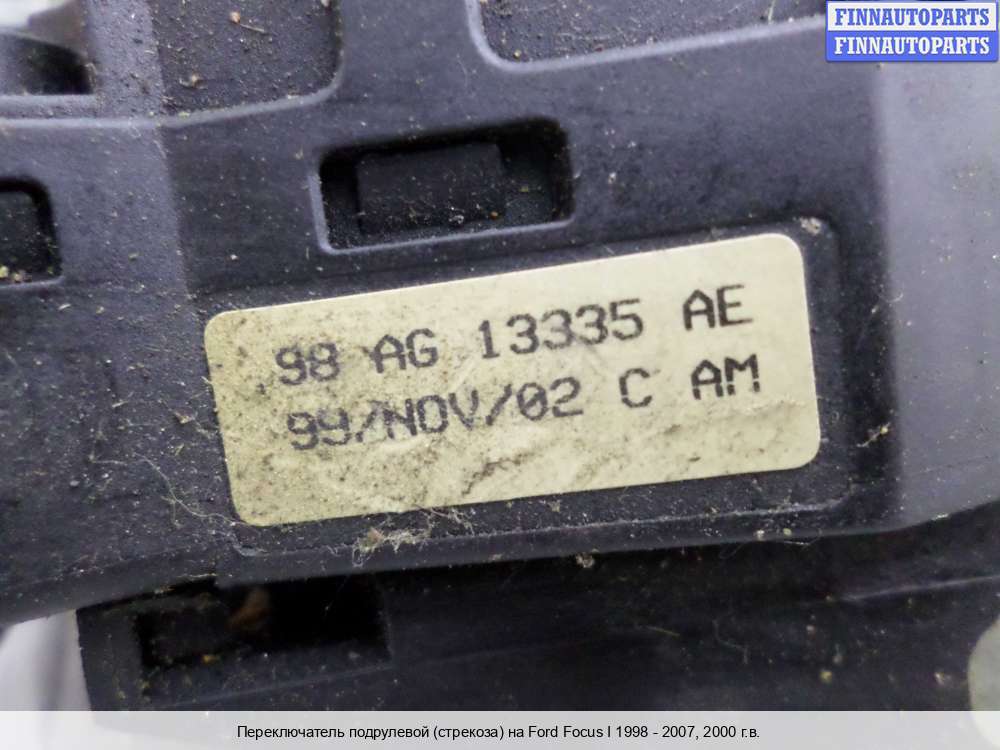 FINNAUTOPARTS
FINNAUTOPARTS
98 AG 13335 AE
99/NOV/02 C AM
Переключатель подрулевой (стрекоза) на Ford Focus I 1998 - 2007, 2000 г.в.